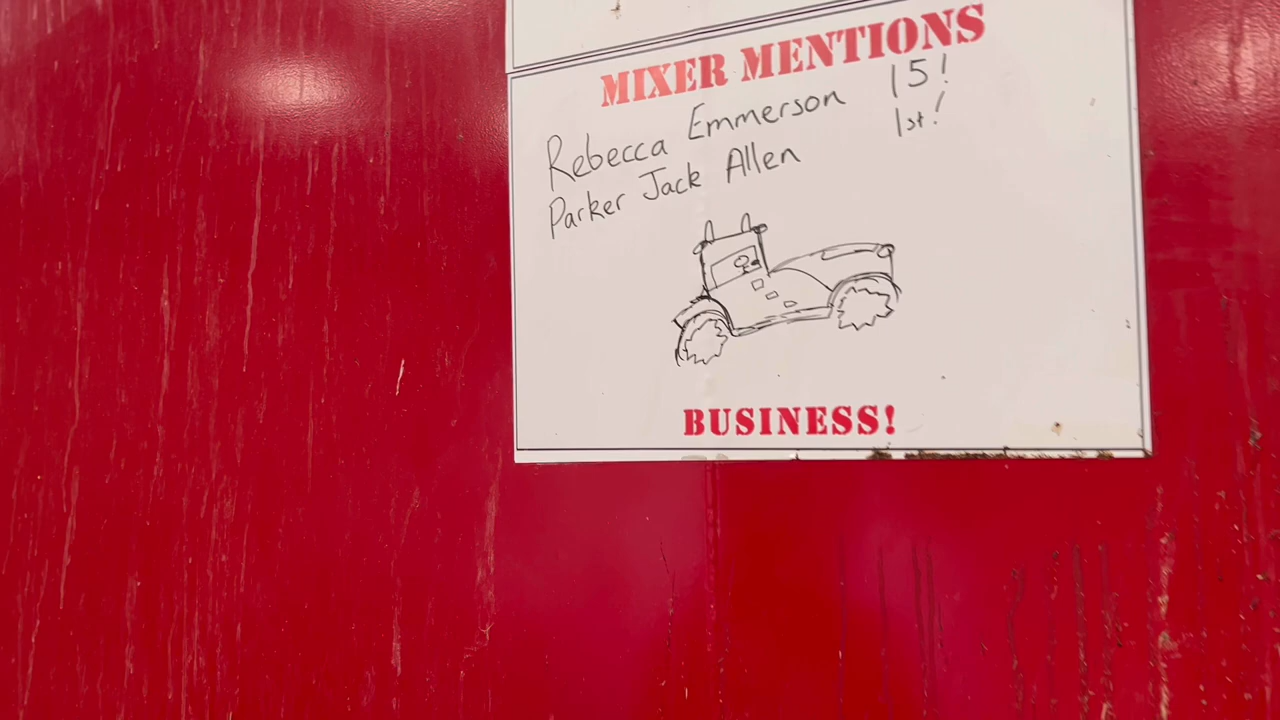 MIXER MENTIONS
Rebecca Emmerson 15!
Parker Jack Allen 1st!
BUSINESS!